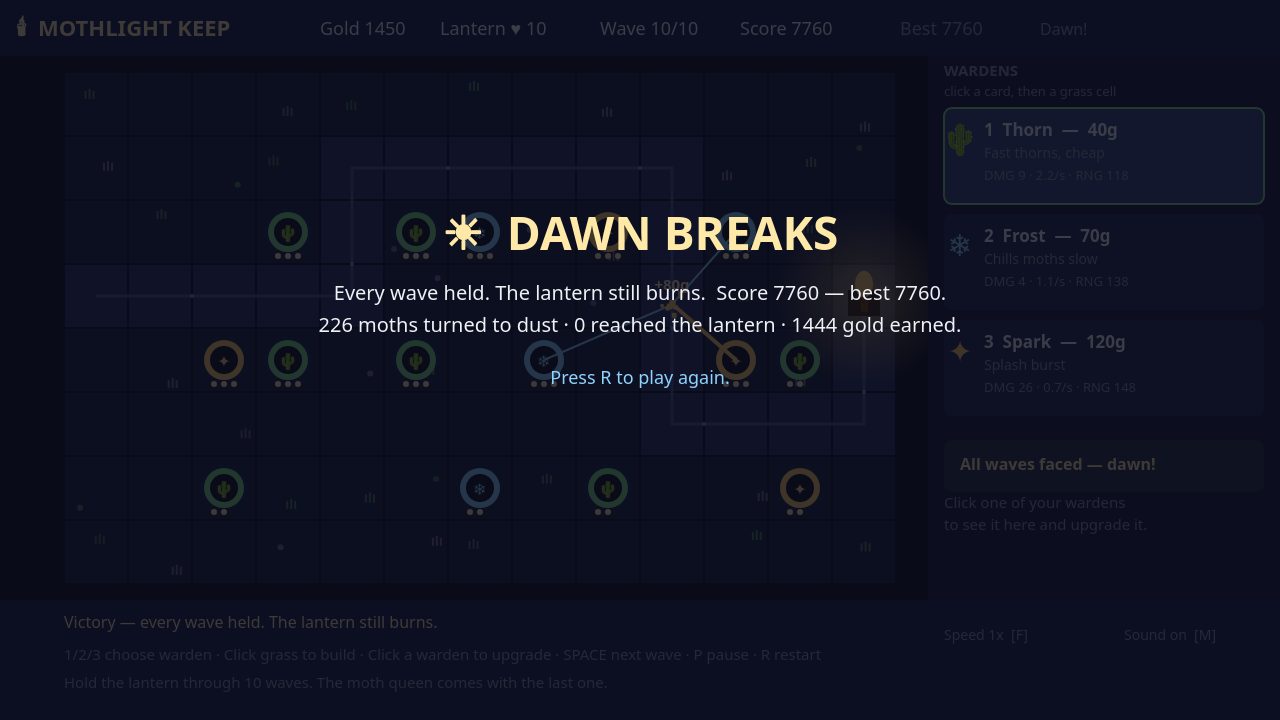 MOTHLIGHT KEEP
Gold 1450
Lantern ♥ 10
Wave 10/10
Score 7760
Best 7760
Dawn!
WARDENS
click a card, then a grass cell
1 Thorn — 40g
Fast thorns, cheap
DMG 9 · 2.2/s · RNG 118
2 Frost — 70g
Chills moths slow
DMG 4 · 1.1/s · RNG 138
3 Spark — 120g
Splash burst
DMG 26 · 0.7/s · RNG 148
All waves faced — dawn!
Click one of your wardens
to see it here and upgrade it.
+80g
☀ DAWN BREAKS
Every wave held. The lantern still burns. Score 7760 — best 7760.
226 moths turned to dust · 0 reached the lantern · 1444 gold earned.
Press R to play again.
Victory — every wave held. The lantern still burns.
1/2/3 choose warden · Click grass to build · Click a warden to upgrade · SPACE next wave · P pause · R restart
Hold the lantern through 10 waves. The moth queen comes with the last one.
Speed 1x [F]
Sound on [M]